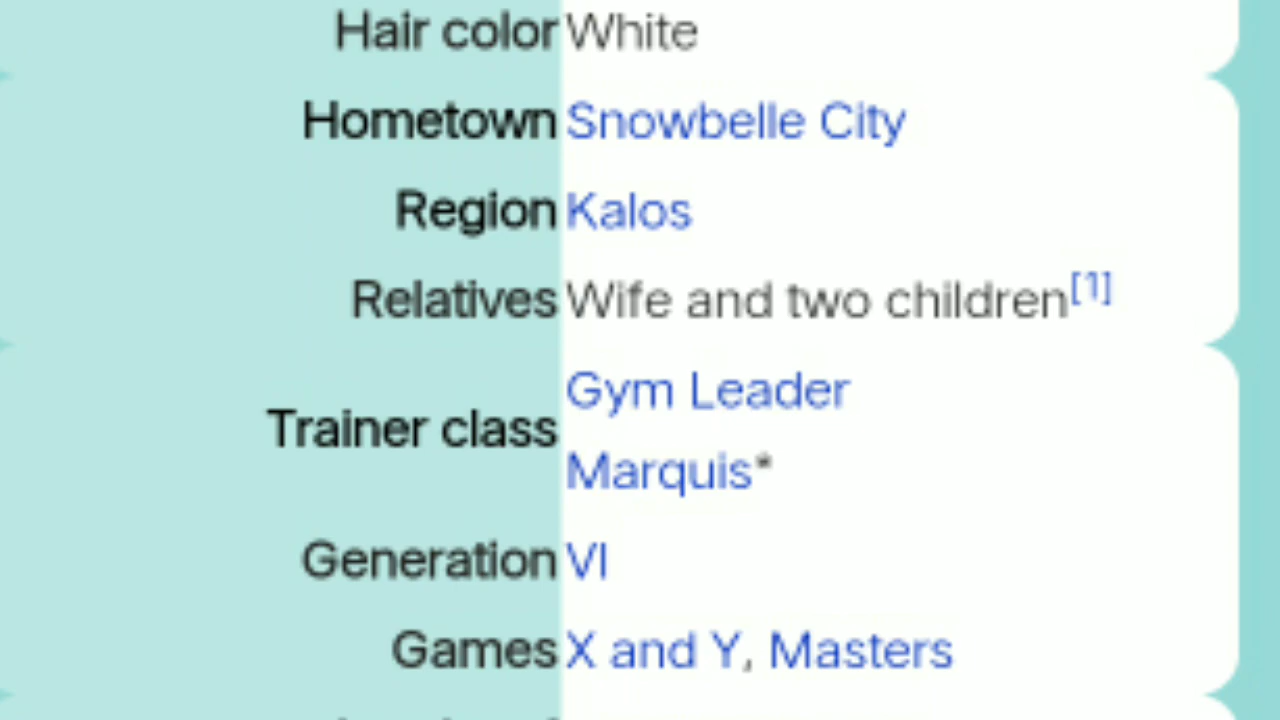 Hair color White
Hometown Snowbelle City
Region Kalos
Relatives Wife and two children[1]
Gym Leader
Trainer class
Marquis*
Generation VI
Games X and Y, Masters